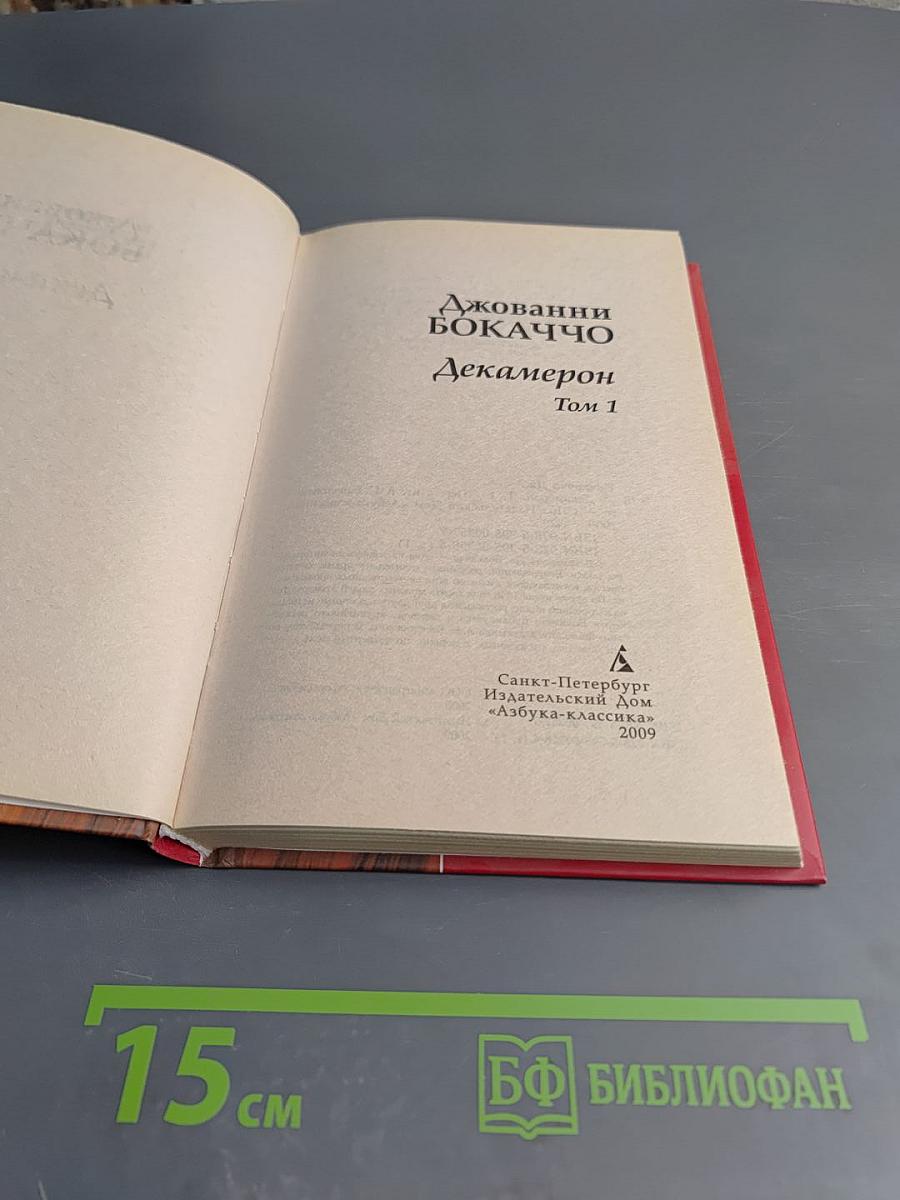 Джованни
БОКАЧЧО
Декамерон
Том 1
Санкт-Петербург
Издательский Дом
«Азбука-классика»
2009
15 см
БФ БИБЛИОФАН